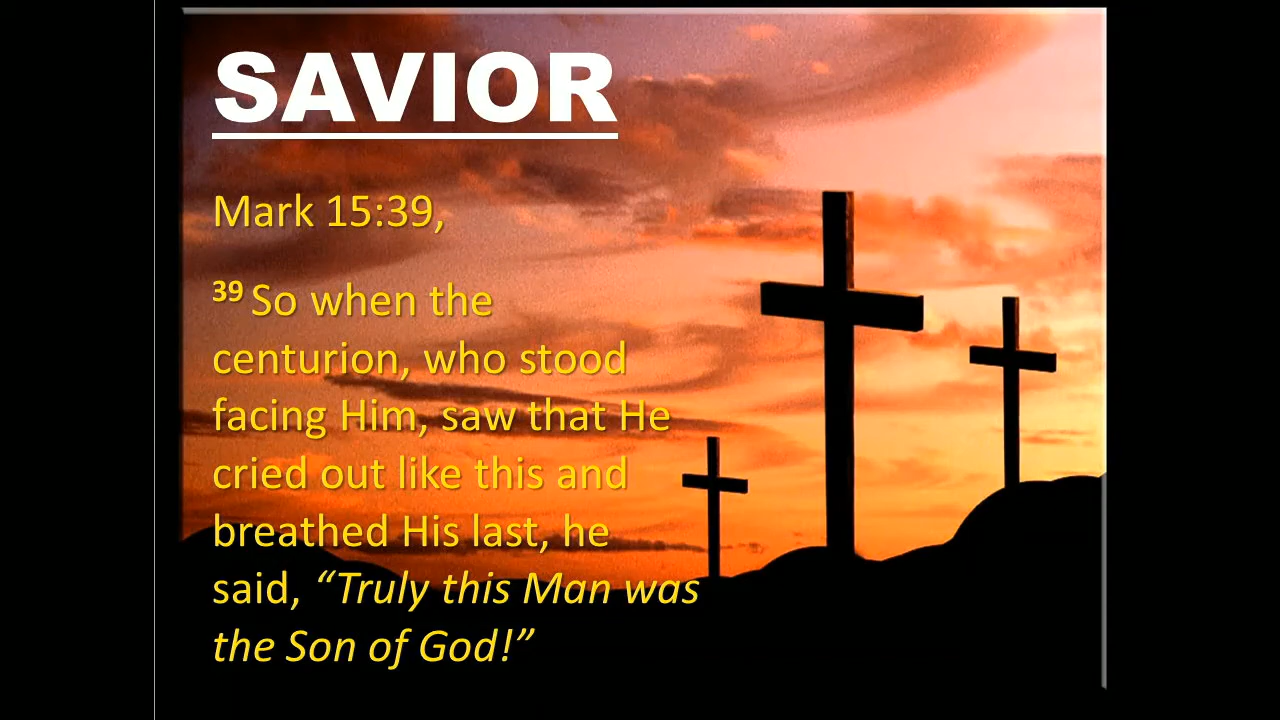 SAVIOR
Mark 15:39,
39 So when the
centurion, who stood
facing Him, saw that He
cried out like this and
breathed His last, he
said, “Truly this Man was
the Son of God!”